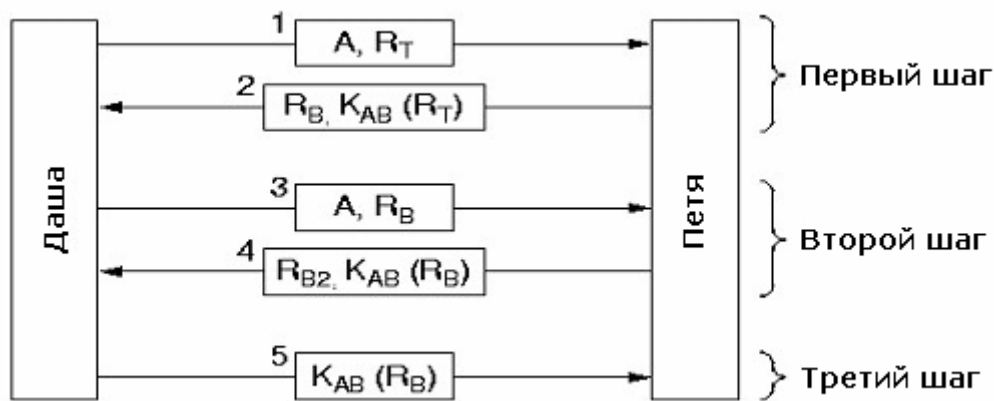 1
A, R_T
2
R_B, K_AB (R_T)
Первый шаг
3
A, R_B
4
R_B2, K_AB (R_B)
Второй шаг
5
K_AB (R_B)
Третий шаг
Даша
Петя